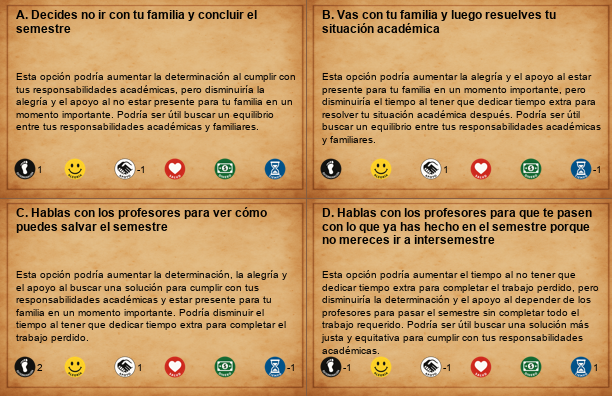 A. Decides no ir con tu familia y concluir el
semestre
Esta opción podría aumentar la determinación al cumplir con
tus responsabilidades académicas, pero disminuiría la
alegría y el apoyo al no estar presente para tu familia en un
momento importante. Podría ser útil buscar un equilibrio
entre tus responsabilidades académicas y familiares.
1
-1
B. Vas con tu familia y luego resuelves tu
situación académica
Esta opción podría aumentar la alegría y el apoyo al estar
presente para tu familia en un momento importante, pero
disminuiría el tiempo al tener que dedicar tiempo extra para
resolver tu situación académica después. Podría ser útil
buscar un equilibrio entre tus responsabilidades académicas
y familiares.
1
-1
C. Hablas con los profesores para ver cómo
puedes salvar el semestre
Esta opción podría aumentar la determinación, la alegría y
el apoyo al buscar una solución para cumplir con tus
responsabilidades académicas y estar presente para tu
familia en un momento importante. Podría disminuir el
tiempo al tener que dedicar tiempo extra para completar el
trabajo perdido.
2
1
-1
D. Hablas con los profesores para que te pasen
con lo que ya has hecho en el semestre porque
no mereces ir a intersemestre
Esta opción podría aumentar el tiempo al no tener que
dedicar tiempo extra para completar el trabajo perdido, pero
disminuiría la determinación y el apoyo al depender de los
profesores para pasar el semestre sin completar todo el
trabajo requerido. Podría ser útil buscar una solución más
justa y equitativa para cumplir con tus responsabilidades
académicas.
-1
-1
1